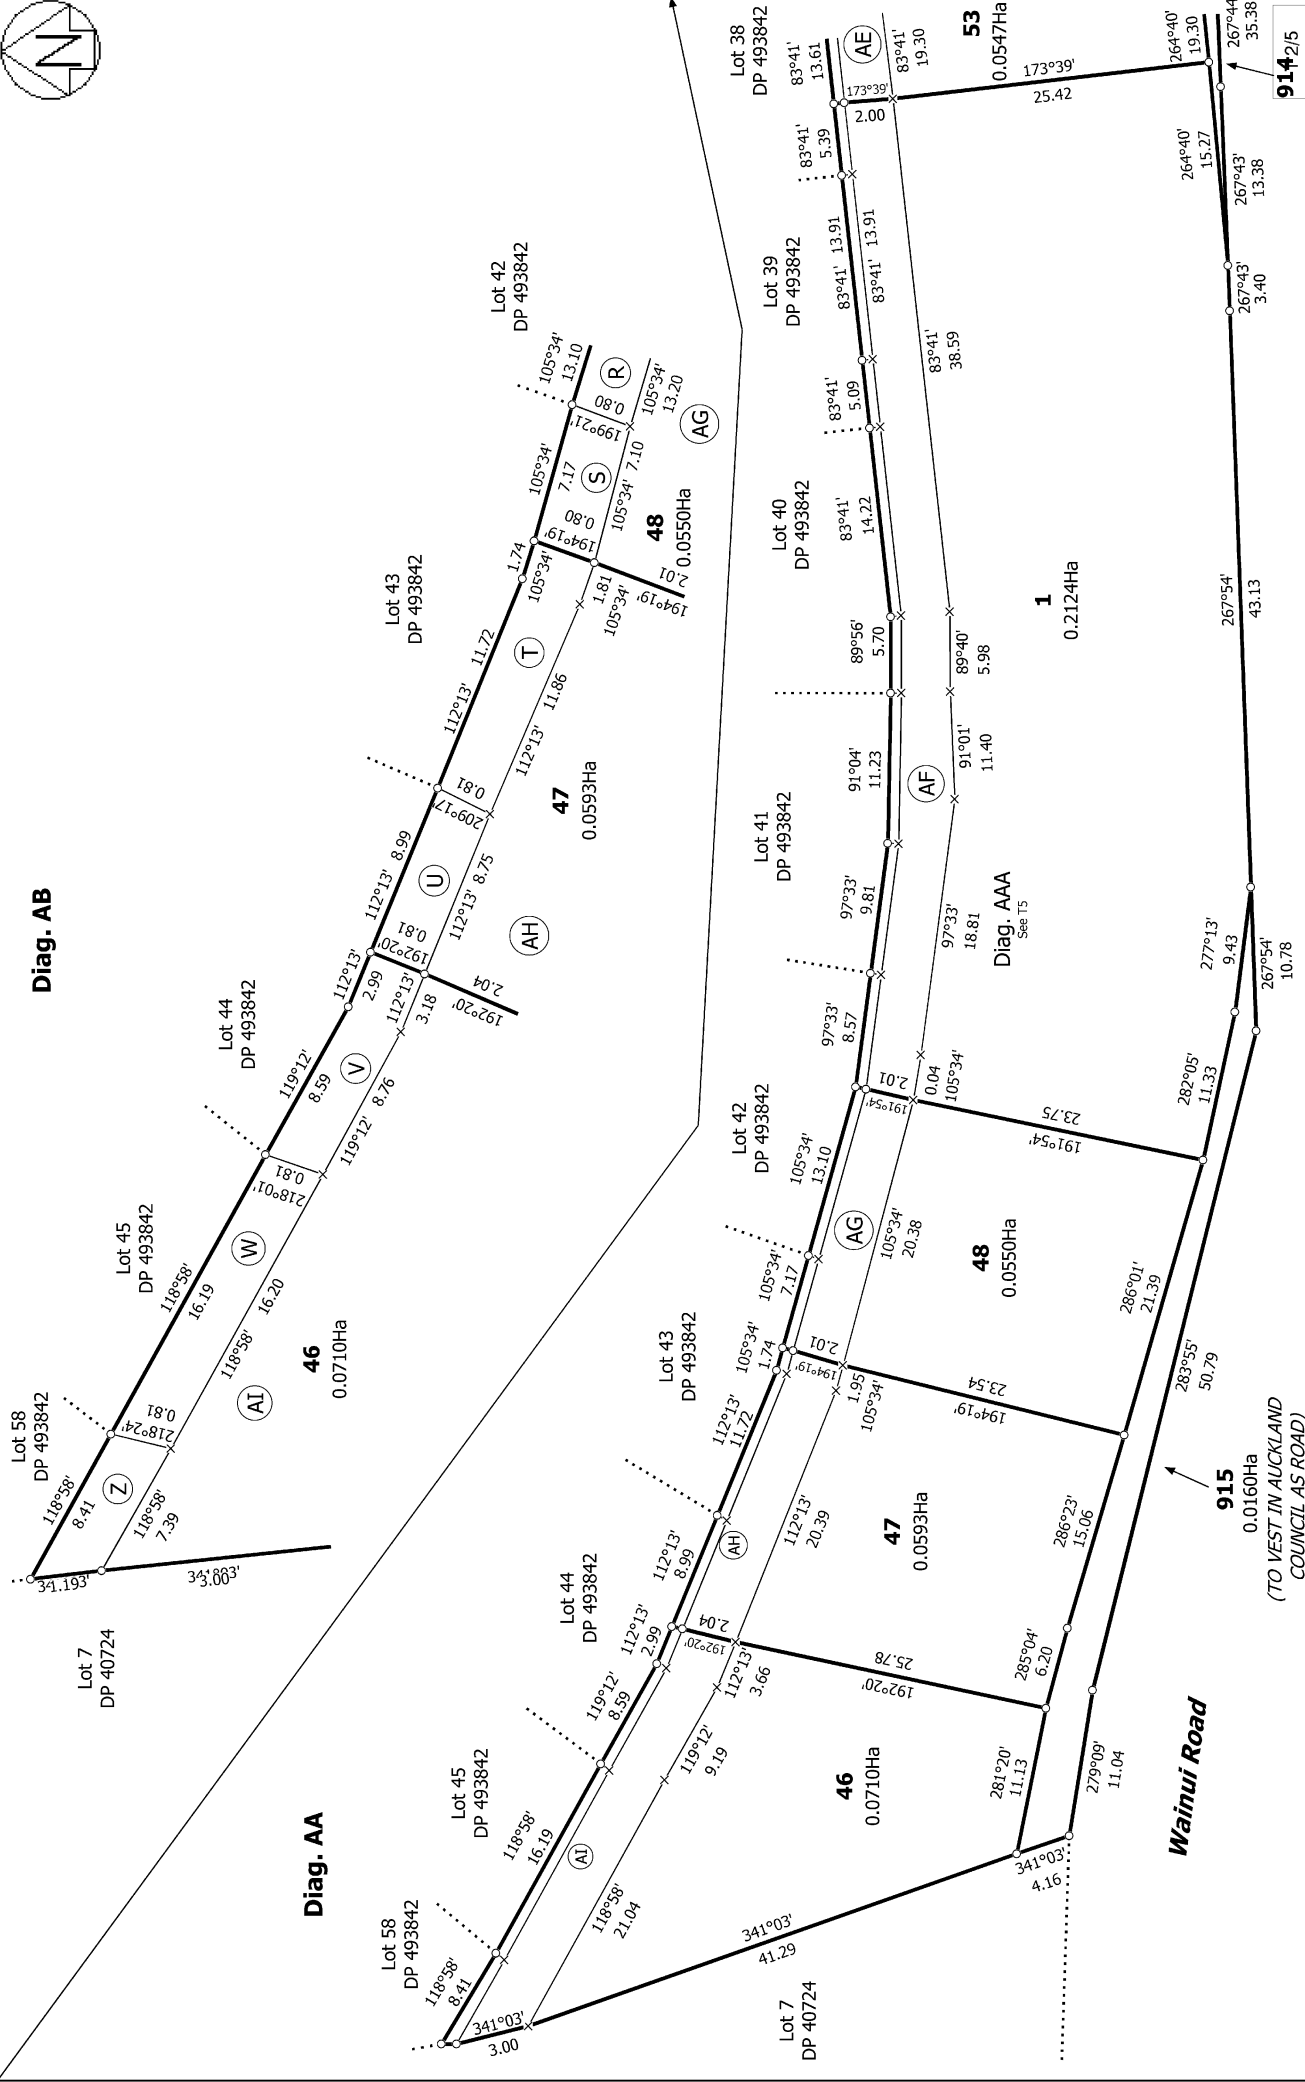 N
Diag. AB
Lot 58
DP 493842
Lot 45
DP 493842
Lot 44
DP 493842
Lot 43
DP 493842
Lot 42
DP 493842
Lot 7
DP 40724
118°58'
8.41
118°58'
7.39
Z
218°24'
0.81
118°58'
16.19
118°58'
16.20
W
AI
46
0.0710Ha
3.00
218°01'
0.81
119°12'
8.59
119°12'
8.76
V
112°13'
2.99
112°13'
3.18
192°20'
0.81
192°20'
2.04
112°13'
8.99
112°13'
8.75
U
AH
209°17'
0.81
112°13'
11.72
112°13'
11.86
T
47
0.0593Ha
105°34'
1.74
105°34'
1.81
194°19'
0.80
194°19'
2.01
105°34'
7.17
105°34'
7.10
S
199°21'
0.80
105°34'
13.10
105°34'
13.20
R
AG
48
0.0550Ha
Diag. AA
Lot 58
DP 493842
Lot 45
DP 493842
Lot 44
DP 493842
Lot 43
DP 493842
Lot 42
DP 493842
Lot 41
DP 493842
Lot 40
DP 493842
Lot 39
DP 493842
Lot 38
DP 493842
118°58'
8.41
118°58'
16.19
119°12'
8.59
112°13'
2.99
112°13'
8.99
112°13'
11.72
105°34'
1.74
105°34'
7.17
105°34'
13.10
97°33'
8.57
97°33'
9.81
91°04'
11.23
89°56'
5.70
83°41'
14.22
83°41'
5.09
83°41'
13.91
83°41'
13.91
83°41'
5.39
83°41'
13.61
341°03'
3.00
AI
118°58'
21.04
119°12'
9.19
112°13'
3.66
192°20'
2.04
AH
112°13'
20.39
1.95
105°34'
194°19'
2.01
AG
105°34'
20.38
191°54'
2.01
0.04
105°34'
97°33'
18.81
AF
91°01'
11.40
89°40'
5.98
83°41'
38.59
173°39'
2.00
AE
83°41'
19.30
Lot 7
DP 40724
341°03'
41.29
46
0.0710Ha
192°20'
25.78
47
0.0593Ha
194°19'
23.54
48
0.0550Ha
191°54'
23.75
Diag. AAA
See T5
1
0.2124Ha
173°39'
25.42
53
0.0547Ha
341°03'
4.16
281°20'
11.13
285°04'
6.20
286°23'
15.06
286°01'
21.39
282°05'
11.33
277°13'
9.43
267°54'
43.13
267°43'
3.40
267°43'
13.38
264°40'
15.27
264°40'
19.30
35.38
279°09'
11.04
283°55'
50.79
267°54'
10.78
Wainui Road
915
0.0160Ha
(TO VEST IN AUCKLAND
COUNCIL AS ROAD)
914
2/5